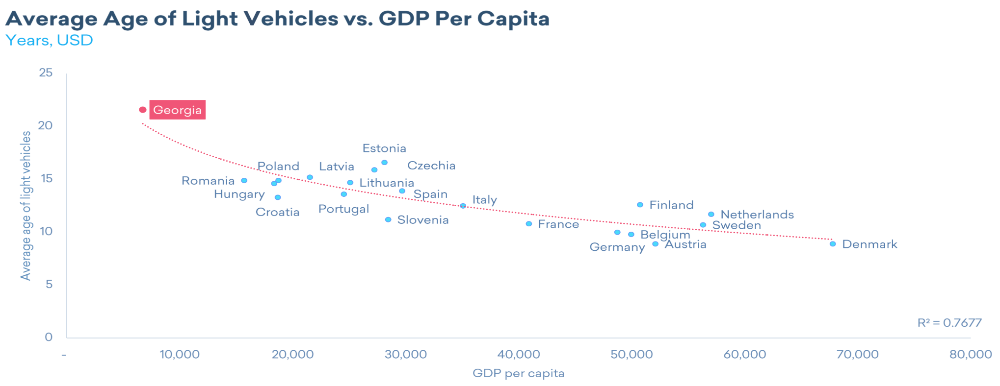 Average Age of Light Vehicles vs. GDP Per Capita
Years, USD
Average age of light vehicles
25
20
15
10
5
0
Georgia
Estonia
Poland
Latvia
Czechia
Romania
Lithuania
Hungary
Spain
Croatia
Portugal
Italy
Slovenia
Finland
France
Netherlands
Sweden
Belgium
Germany
Austria
Denmark
R² = 0.7677
-
10,000
20,000
30,000
40,000
50,000
60,000
70,000
80,000
GDP per capita